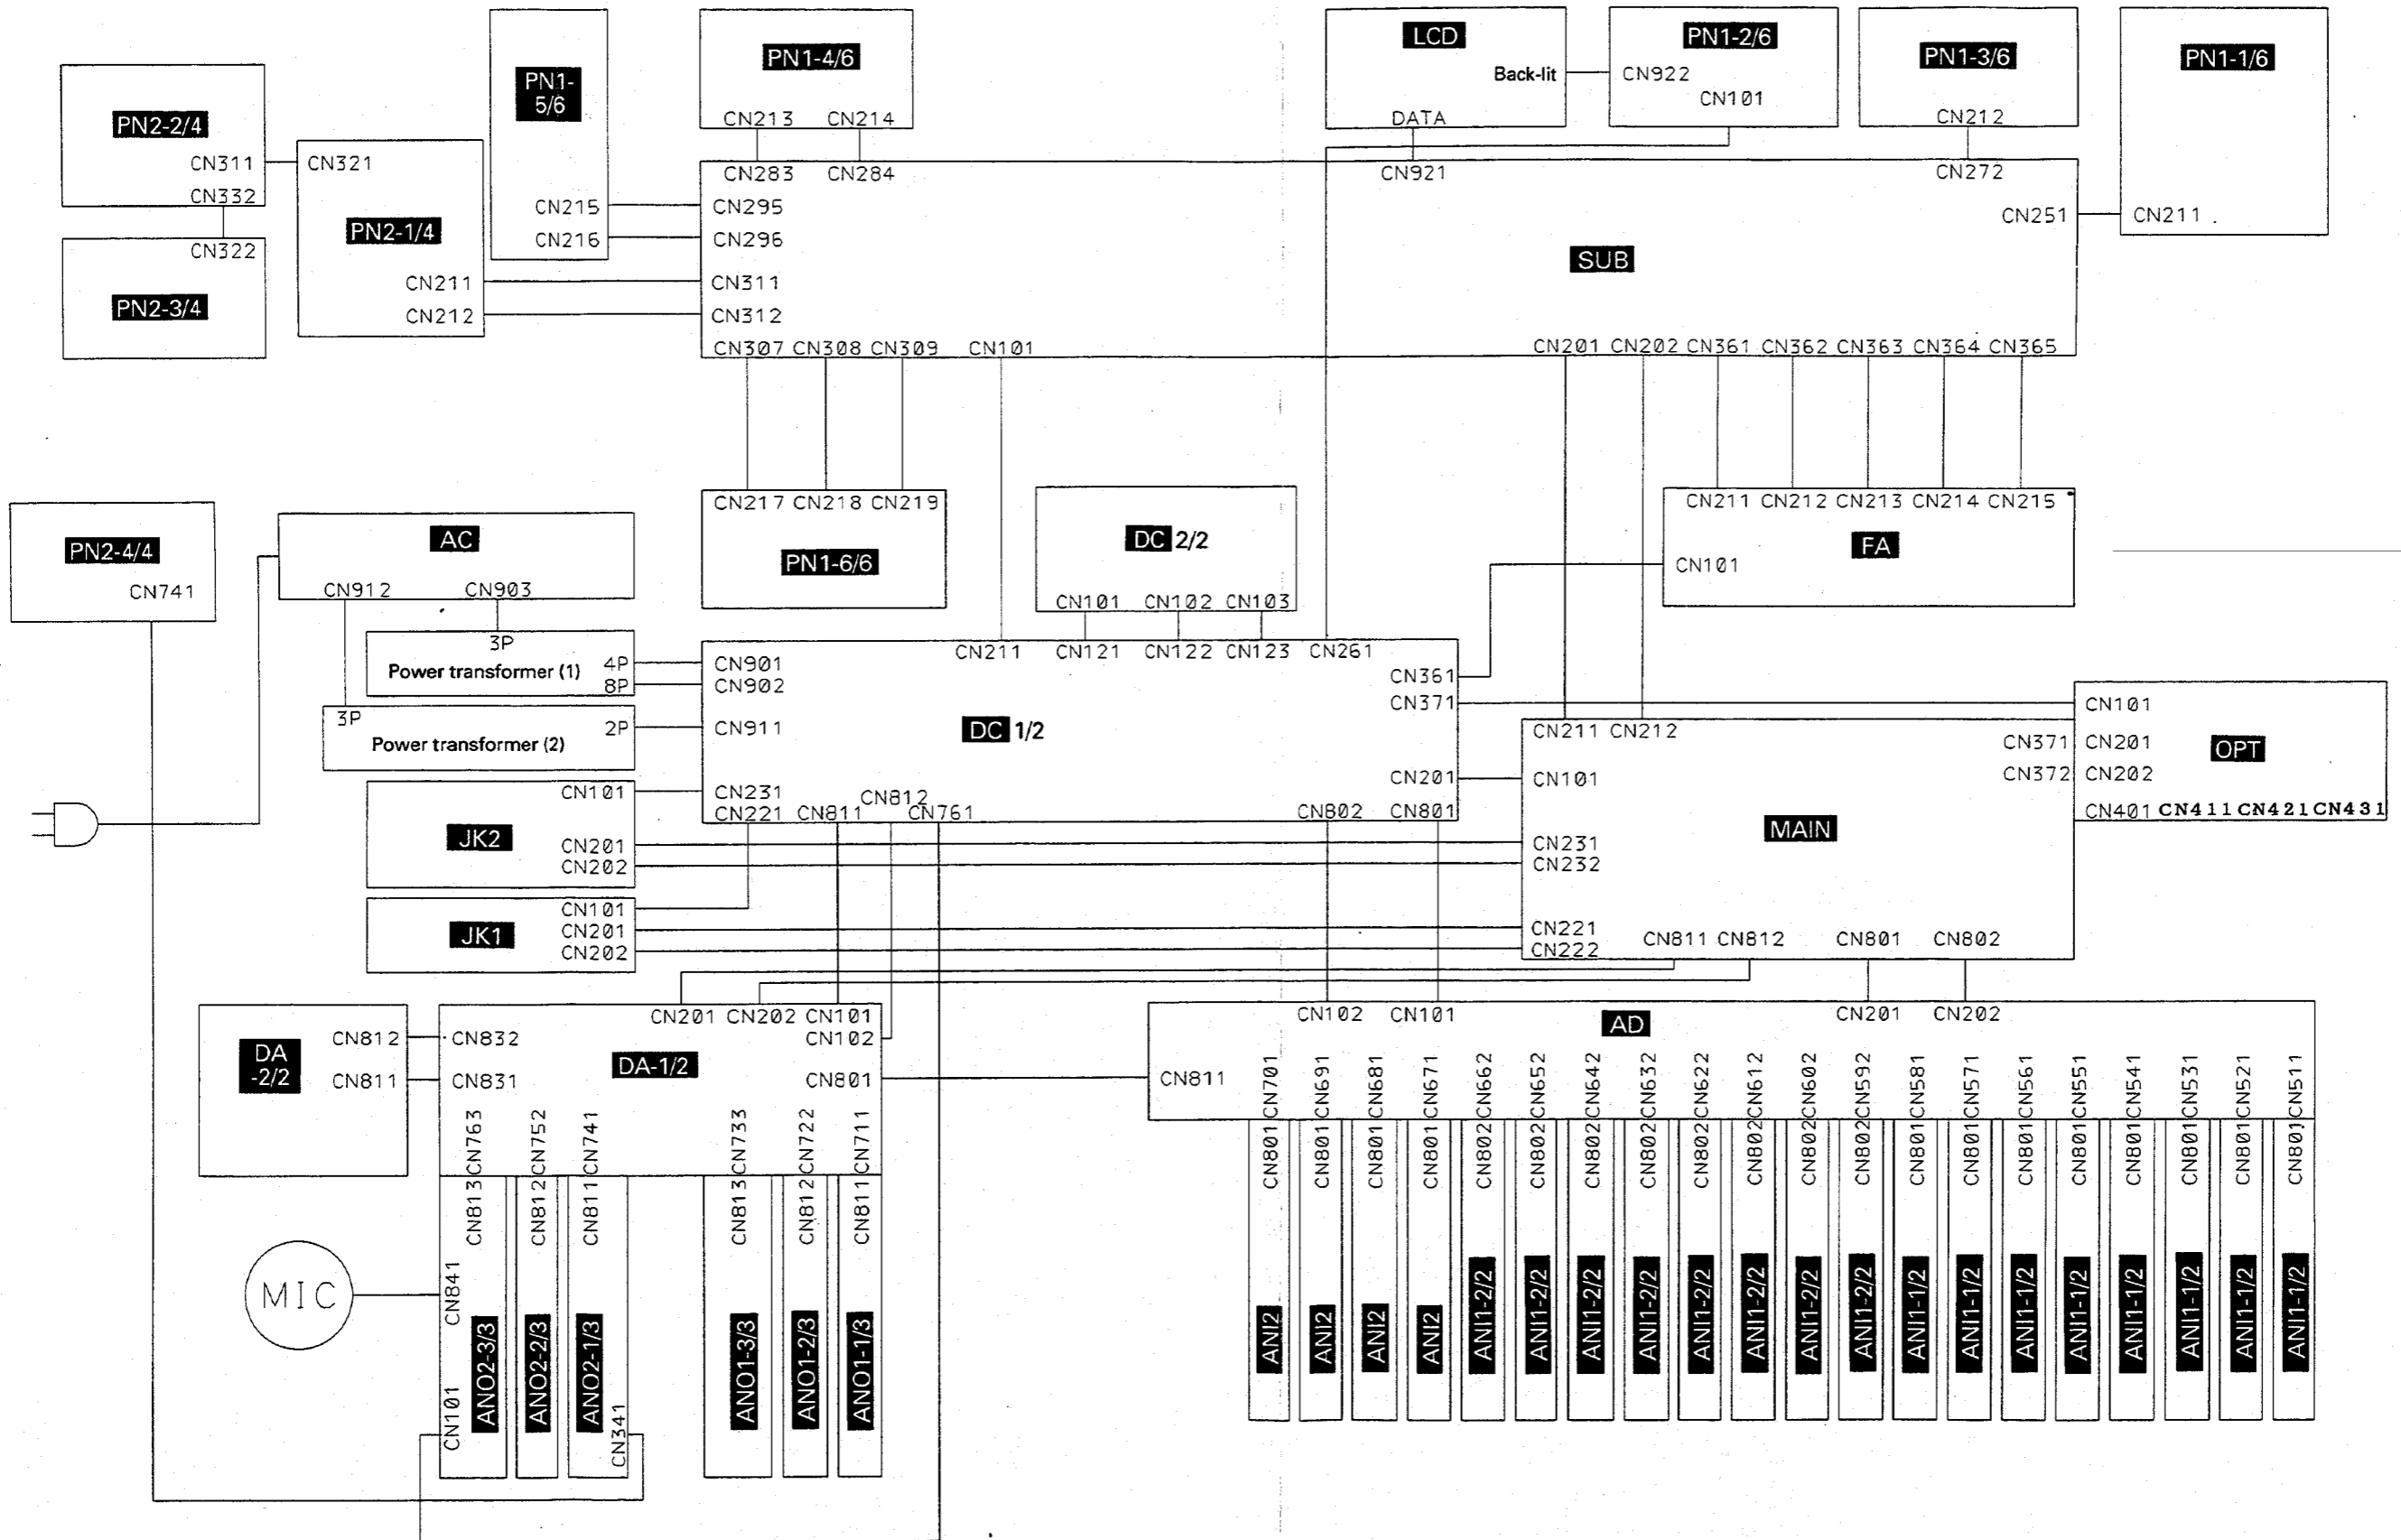 LCD
Back-lit
DATA
PN1-2/6
CN922
CN101
PN1-3/6
CN212
PN1-1/6
CN211
PN1-4/6
CN213 CN214
PN1-
5/6
CN215
CN216
PN2-2/4
CN311
CN332
CN321
PN2-1/4
CN211
CN212
CN322
PN2-3/4
CN283 CN284
CN921
CN272
CN295
CN296
CN311
CN312
CN251
SUB
CN307 CN308 CN309 CN101
CN201 CN202 CN361 CN362 CN363 CN364 CN365
CN217 CN218 CN219
PN1-6/6
DC 2/2
CN101 CN102 CN103
CN211 CN212 CN213 CN214 CN215
FA
CN101
PN2-4/4
CN741
AC
CN912 CN903
3P
Power transformer (1)
4P
8P
3P
Power transformer (2)
2P
CN211 CN121 CN122 CN123 CN261
CN901
CN902
CN911
DC 1/2
CN361
CN371
CN201
CN231
CN221 CN811 CN812 CN761
CN802 CN801
CN101
JK2
CN201
CN202
CN101
JK1
CN201
CN202
CN211 CN212
CN371
CN372
CN101
MAIN
CN231
CN232
CN221
CN222
CN811 CN812 CN801 CN802
CN101
CN201
CN202
OPT
CN401 CN411 CN421 CN431
DA
-2/2
CN812
CN811
CN201 CN202 CN101
CN102
CN832
CN831
DA-1/2
CN801
CN763 CN752 CN741 CN733 CN722 CN711
CN813 CN812 CN811 CN813 CN812 CN811
MIC
CN841
CN101
CN341
ANO2-3/3 ANO2-2/3 ANO2-1/3 ANO1-3/3 ANO1-2/3 ANO1-1/3
CN102 CN101
AD
CN201 CN202
CN811
CN701 CN691 CN681 CN671 CN662 CN652 CN642 CN632 CN622 CN612 CN602 CN592 CN581 CN571 CN561 CN551 CN541 CN531 CN521 CN511
CN801 CN801 CN801 CN801 CN802 CN802 CN802 CN802 CN802 CN802 CN802 CN802 CN801 CN801 CN801 CN801 CN801 CN801 CN801 CN801
ANI2 ANI2 ANI2 ANI2 ANI1-2/2 ANI1-2/2 ANI1-2/2 ANI1-2/2 ANI1-2/2 ANI1-2/2 ANI1-2/2 ANI1-2/2 ANI1-1/2 ANI1-1/2 ANI1-1/2 ANI1-1/2 ANI1-1/2 ANI1-1/2 ANI1-1/2 ANI1-1/2